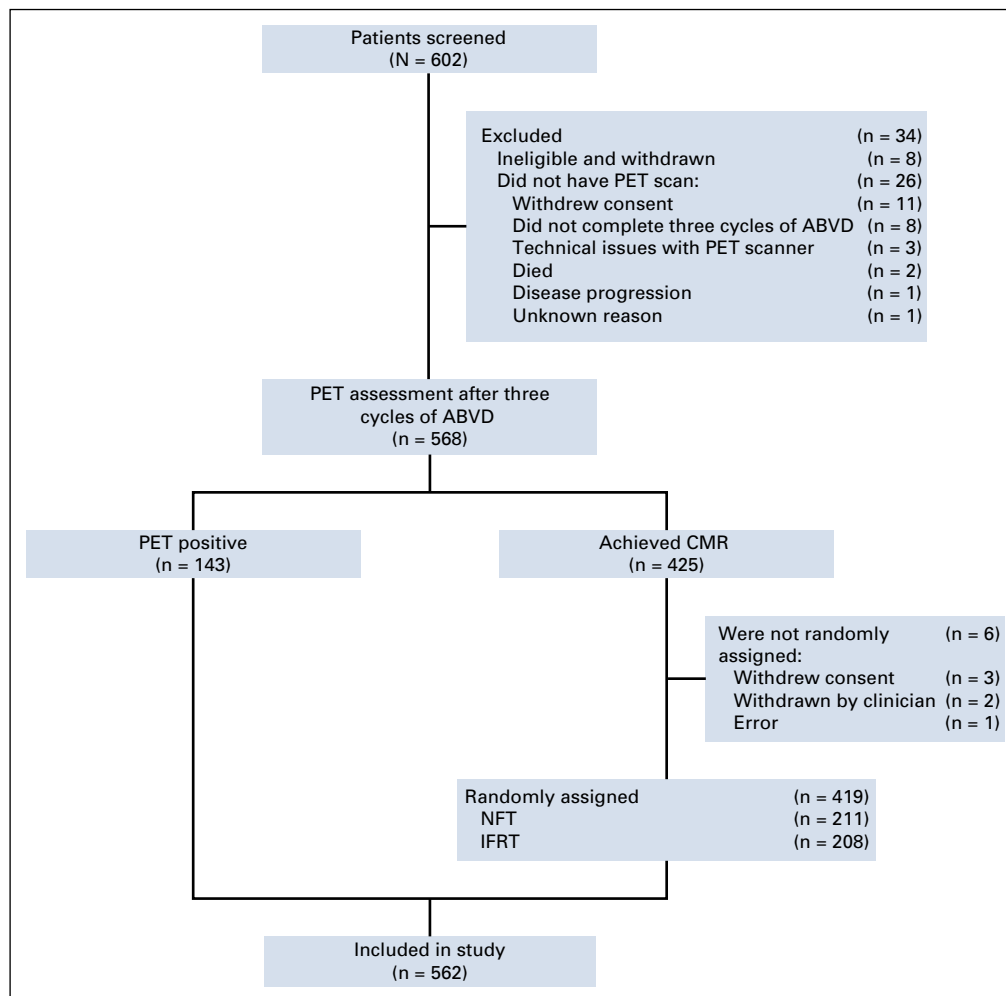 Patients screened
(N = 602)
Excluded (n = 34)
Ineligible and withdrawn (n = 8)
Did not have PET scan: (n = 26)
Withdrew consent (n = 11)
Did not complete three cycles of ABVD (n = 8)
Technical issues with PET scanner (n = 3)
Died (n = 2)
Disease progression (n = 1)
Unknown reason (n = 1)
PET assessment after three
cycles of ABVD
(n = 568)
PET positive
(n = 143)
Achieved CMR
(n = 425)
Were not randomly (n = 6)
assigned:
Withdrew consent (n = 3)
Withdrawn by clinician (n = 2)
Error (n = 1)
Randomly assigned (n = 419)
NFT (n = 211)
IFRT (n = 208)
Included in study
(n = 562)